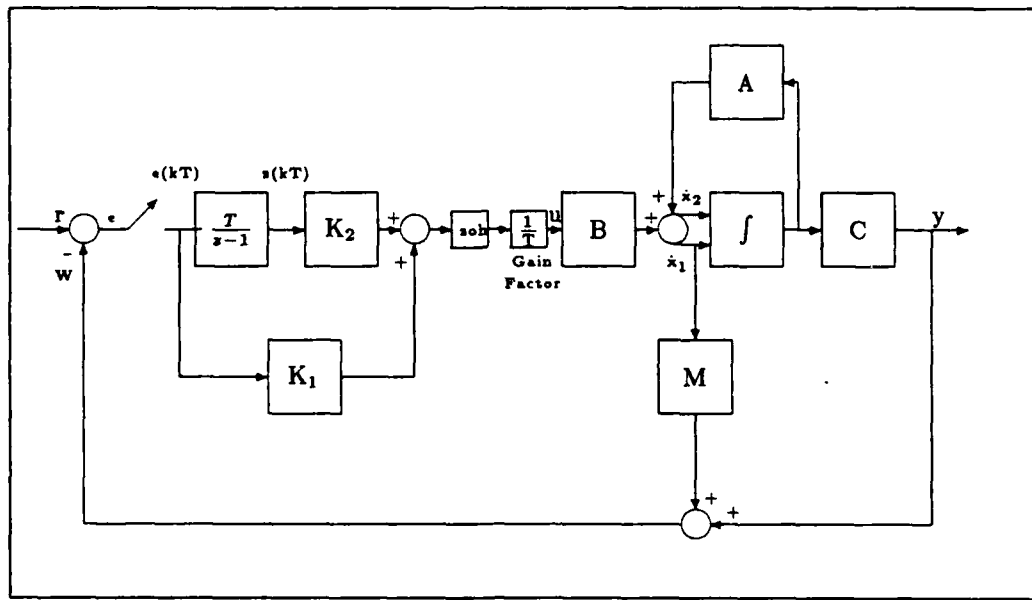 A
e(kT)
z(kT)
r
e
-
w
T
z-1
K₂
+
+
zoh
1
T
Gain
Factor
u
B
+
+
ẋ₂
ẋ₁
∫
C
y
K₁
M
+
+